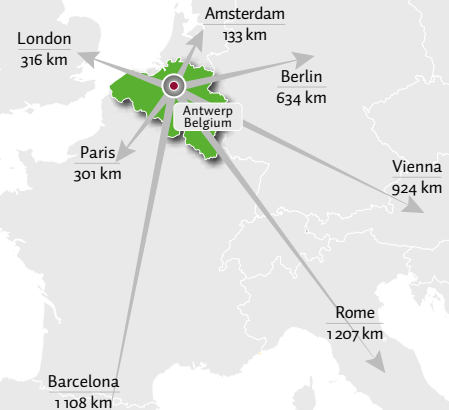 Amsterdam
133 km
London
316 km
Berlin
634 km
Antwerp
Belgium
Paris
301 km
Vienna
924 km
Rome
1 207 km
Barcelona
1 108 km